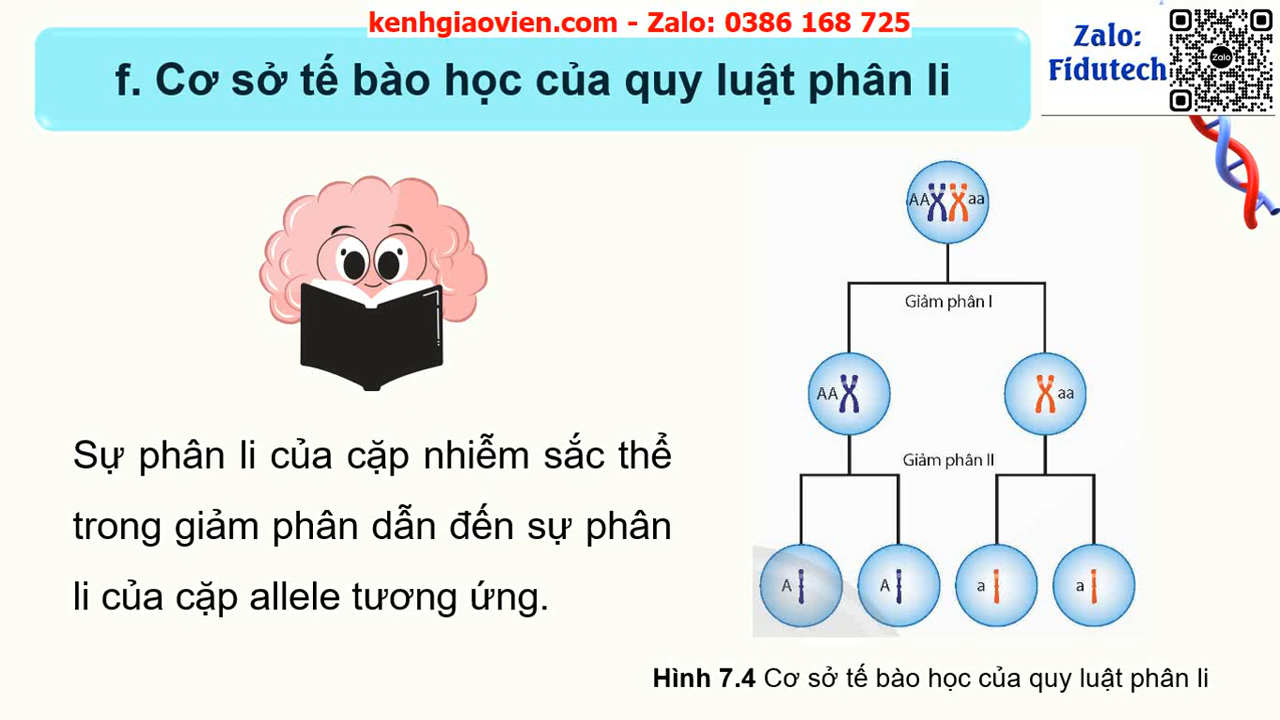 kenhgiaovien.com - Zalo: 0386 168 725
Zalo:
Fidutech
Zalo
f. Cơ sở tế bào học của quy luật phân li
AA aa
Giảm phân I
AA
aa
Giảm phân II
A
A
a
a
Sự phân li của cặp nhiễm sắc thể
trong giảm phân dẫn đến sự phân
li của cặp allele tương ứng.
Hình 7.4 Cơ sở tế bào học của quy luật phân li